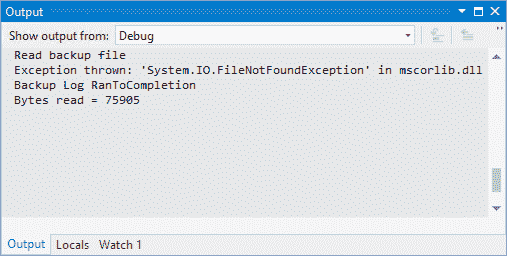 Output
Show output from: Debug
Read backup file
Exception thrown: 'System.IO.FileNotFoundException' in mscorlib.dll
Backup Log RanToCompletion
Bytes read = 75905
Output Locals Watch 1